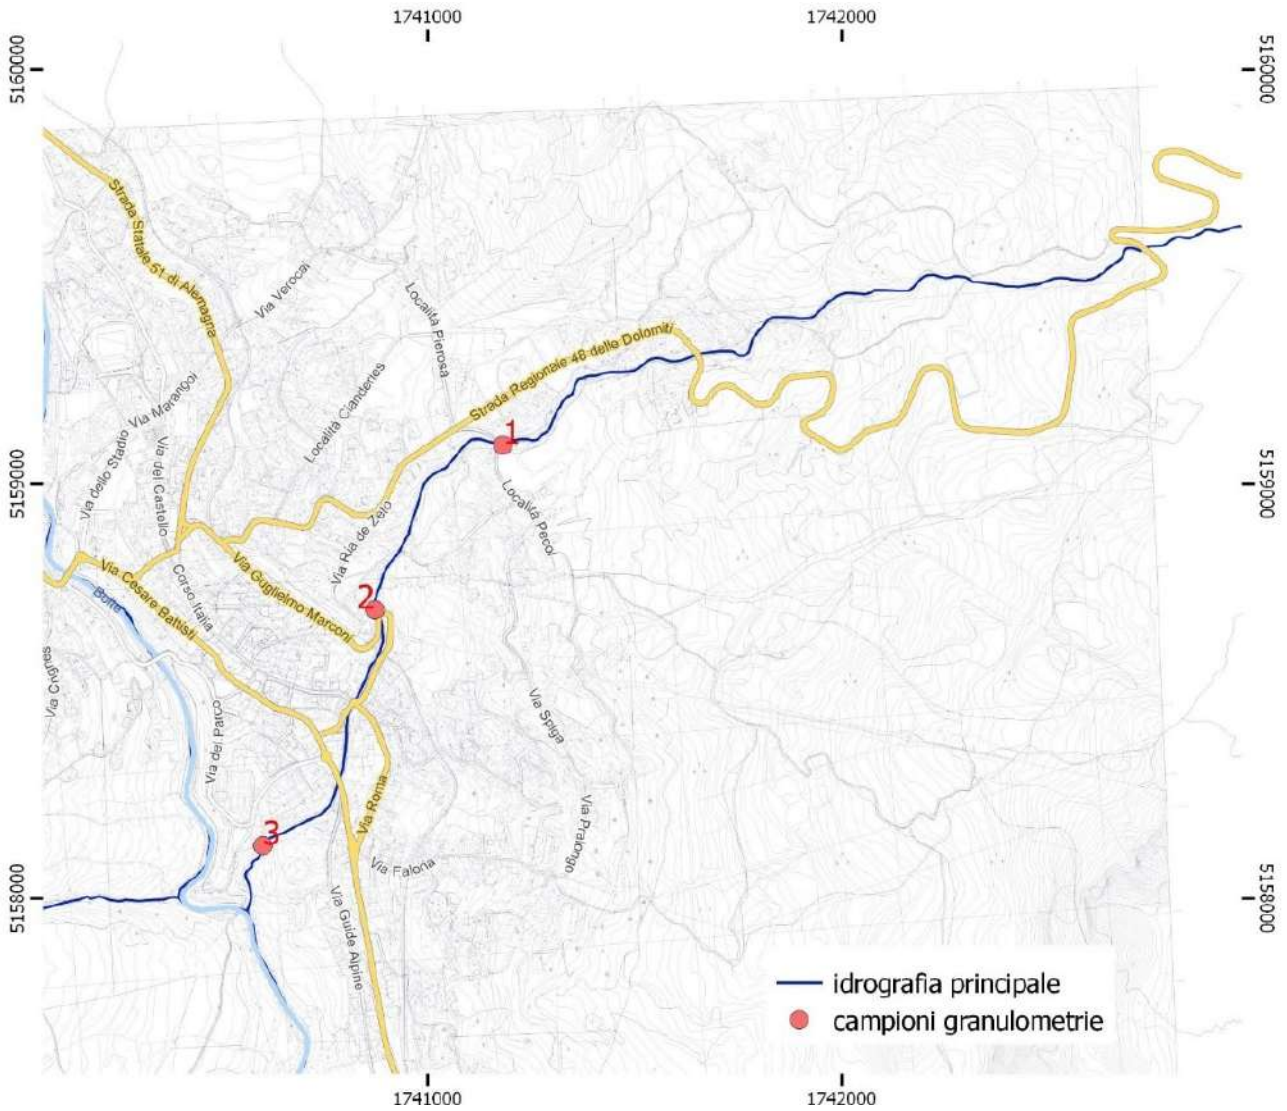 1741000
1742000
5160000
5160000
Strada Statale 51 di Alemagna
Via Verocai
Località Pierosa
Località Cianderies
Strada Regionale 48 delle Dolomiti
Via Marangoi
Via dello Stadio
Via del Castello
1
5159000
5159000
Località Pecol
Via Ria de Zeto
Via Guglielmo Marconi
2
Via Cesare Battisti
Corso Italia
Boite
Via del Parco
Via Spiga
Via Roma
Via Pralongo
3
Via Faloria
5158000
5158000
Via Guide Alpine
idrografia principale
campioni granulometrie
1741000
1742000